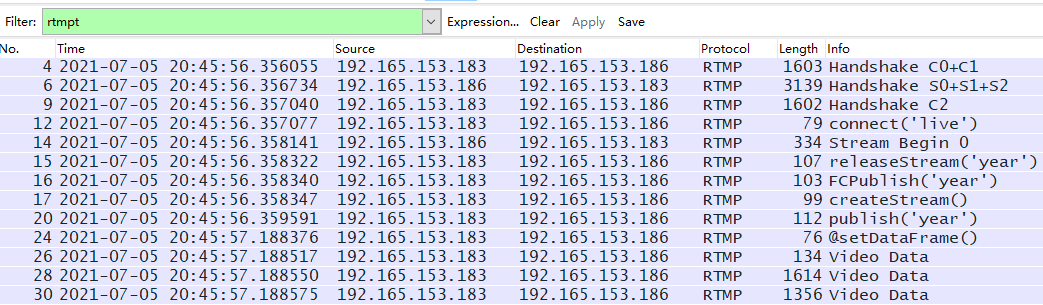 Filter: rtmpt Expression... Clear Apply Save
No. Time Source Destination Protocol Length Info
4 2021-07-05 20:45:56.356055 192.165.153.183 192.165.153.186 RTMP 1603 Handshake C0+C1
6 2021-07-05 20:45:56.356734 192.165.153.186 192.165.153.183 RTMP 3139 Handshake S0+S1+S2
9 2021-07-05 20:45:56.357040 192.165.153.183 192.165.153.186 RTMP 1602 Handshake C2
12 2021-07-05 20:45:56.357077 192.165.153.183 192.165.153.186 RTMP 79 connect('live')
14 2021-07-05 20:45:56.358141 192.165.153.186 192.165.153.183 RTMP 334 Stream Begin 0
15 2021-07-05 20:45:56.358322 192.165.153.183 192.165.153.186 RTMP 107 releaseStream('year')
16 2021-07-05 20:45:56.358340 192.165.153.183 192.165.153.186 RTMP 103 FCPublish('year')
17 2021-07-05 20:45:56.358347 192.165.153.183 192.165.153.186 RTMP 99 createStream()
20 2021-07-05 20:45:56.359591 192.165.153.183 192.165.153.186 RTMP 112 publish('year')
24 2021-07-05 20:45:57.188376 192.165.153.183 192.165.153.186 RTMP 76 @setDataFrame()
26 2021-07-05 20:45:57.188517 192.165.153.183 192.165.153.186 RTMP 134 Video Data
28 2021-07-05 20:45:57.188550 192.165.153.183 192.165.153.186 RTMP 1614 Video Data
30 2021-07-05 20:45:57.188575 192.165.153.183 192.165.153.186 RTMP 1356 Video Data